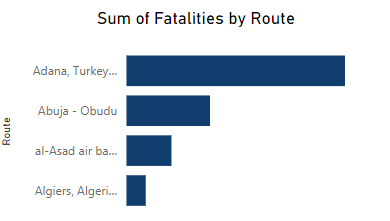 Sum of Fatalities by Route
Route
Adana, Turkey...
Abuja - Obudu
al-Asad air ba...
Algiers, Algeri...